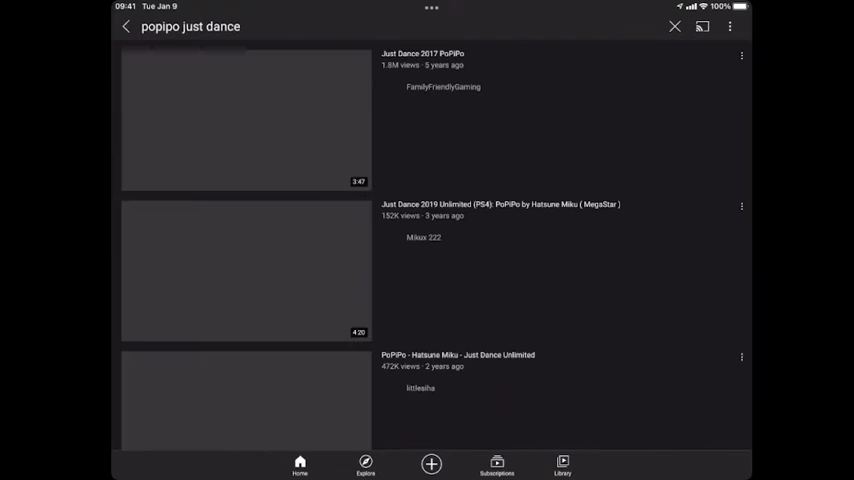 09:41 Tue Jan 9
100%
popipo just dance
Just Dance 2017 PoPiPo
1.8M views · 5 years ago
FamilyFriendlyGaming
3:47
Just Dance 2019 Unlimited (PS4): PoPiPo by Hatsune Miku ( MegaStar )
152K views · 3 years ago
Mikux 222
4:20
PoPiPo - Hatsune Miku - Just Dance Unlimited
472K views · 2 years ago
littlesiha
Home Explore Subscriptions Library